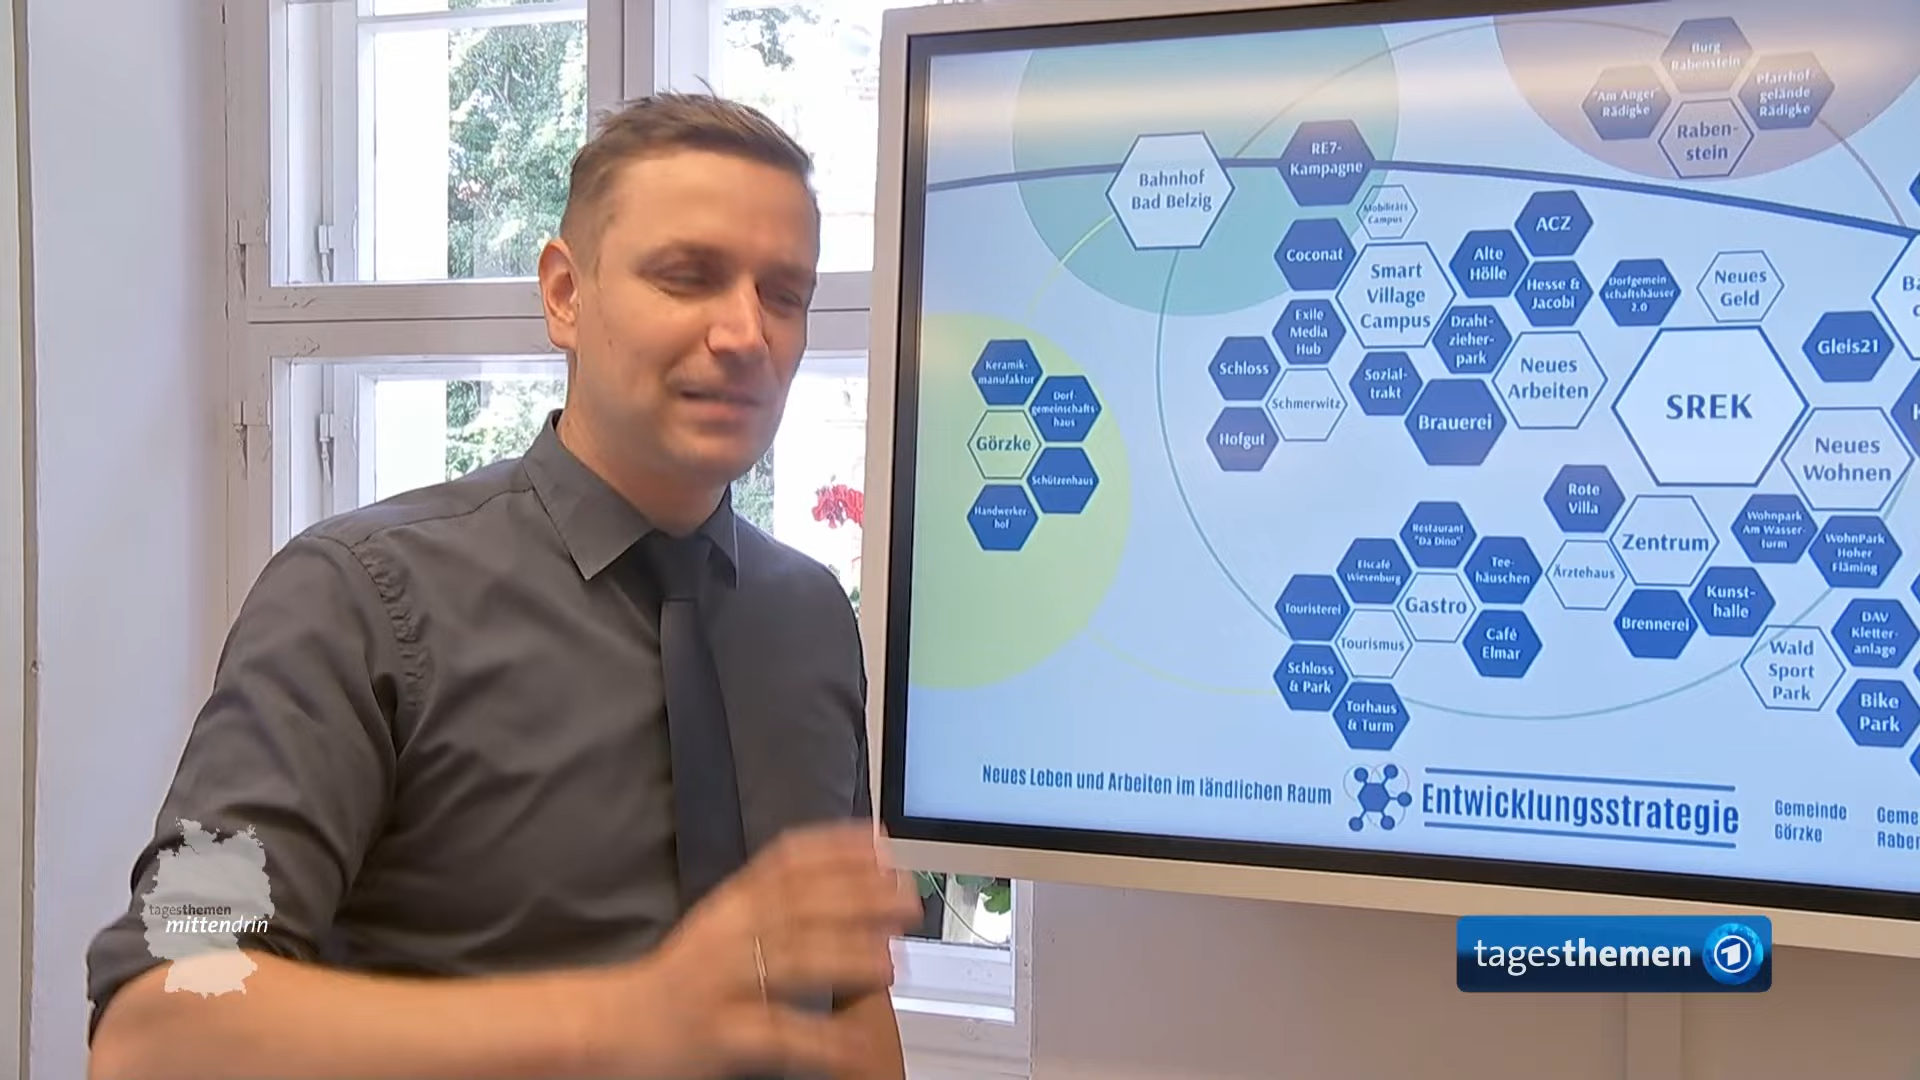 Burg
Rabenstein
"Am Anger"
Rädigke
Pfarrhof-
gelände
Rädigke
Raben-
stein
Bahnhof
Bad Belzig
RE7-
Kampagne
Mobilitäts
Campus
ACZ
Coconat
Smart
Village
Campus
Alte
Hölle
Hesse &
Jacobi
Dorfgemein
schaftshäuser
2.0
Neues
Geld
Exile
Media
Hub
Draht-
zieher-
park
Gleis21
Schloss
Sozial-
trakt
Neues
Arbeiten
SREK
Schmerwitz
Brauerei
Hofgut
Neues
Wohnen
Keramik-
manufaktur
Dorf
gemeinschafts-
haus
Görzke
Schützenhaus
Handwerker-
hof
Rote
Villa
Zentrum
Wohnpark
Am Wasser-
turm
WohnPark
Hoher
Fläming
Restaurant
"Da Dino"
Eiscafé
Wiesenburg
Tee-
häuschen
Ärztehaus
Touristerei
Gastro
Kunst-
halle
Brennerei
Tourismus
Café
Elmar
Schloss
& Park
Torhaus
& Turm
Wald
Sport
Park
DAV
Kletter-
anlage
Bike
Park
Neues Leben und Arbeiten im ländlichen Raum
Entwicklungsstrategie
Gemeinde
Görzke
tagesthemen
mittendrin
tagesthemen 1